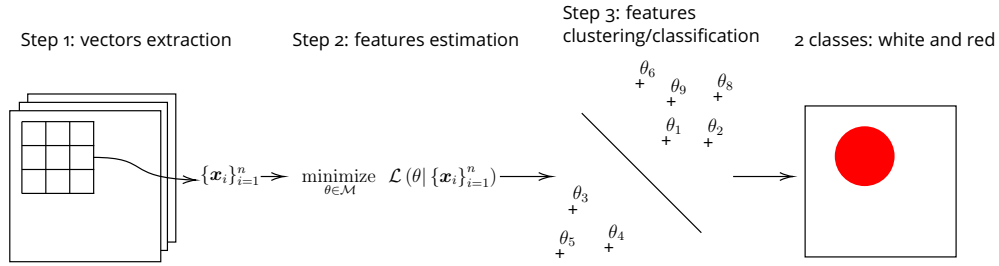 Step 1: vectors extraction
Step 2: features estimation
Step 3: features
clustering/classification
2 classes: white and red
{𝒙ᵢ}ⁿᵢ₌₁
minimize ℒ (θ| {𝒙ᵢ}ⁿᵢ₌₁)
θ∈ℳ
θ₆
θ₉
θ₈
θ₁
θ₂
θ₃
θ₅
θ₄